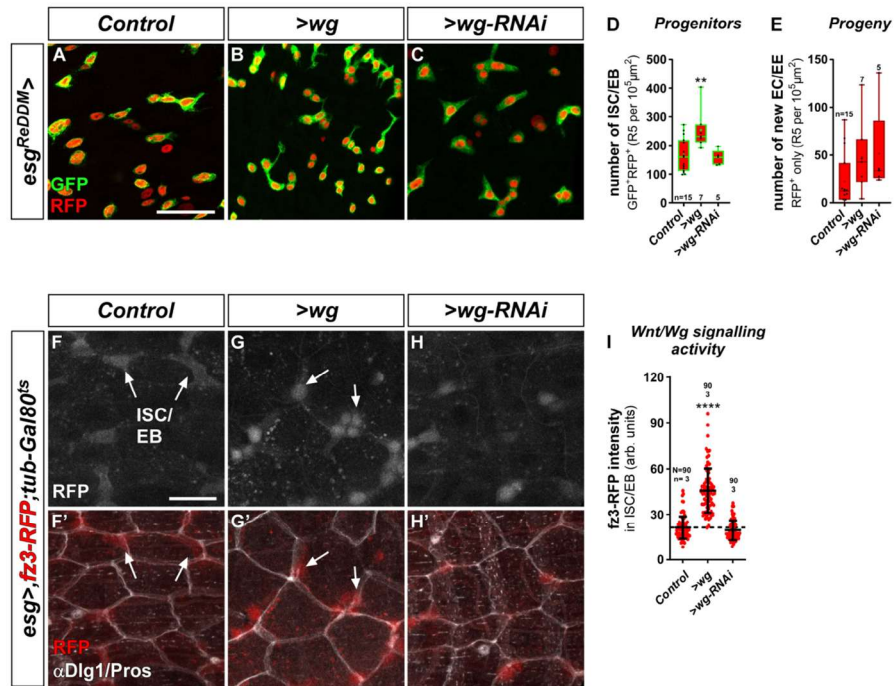 Control
>wg
>wg-RNAi
esgReDDM>
A
B
C
GFP
RFP
D
Progenitors
number of ISC/EB
GFP+RFP+ (R5 per 10⁵µm²)
500
400
300
200
100
0
**
n=15
7
5
Control
>wg
>wg-RNAi
E
Progeny
number of new EC/EE
RFP+ only (R5 per 10⁵µm²)
150
100
50
0
n=15
7
5
Control
>wg
>wg-RNAi
Control
>wg
>wg-RNAi
esg>,fz3-RFP;tub-Gal80ts
F
G
H
ISC/
EB
RFP
F'
G'
H'
RFP
αDlg1/Pros
I
Wnt/Wg signalling
activity
fz3-RFP intensity
in ISC/EB (arb. units)
120
90
60
30
0
N=90
n= 3
90
3
****
90
3
Control
>wg
>wg-RNAi